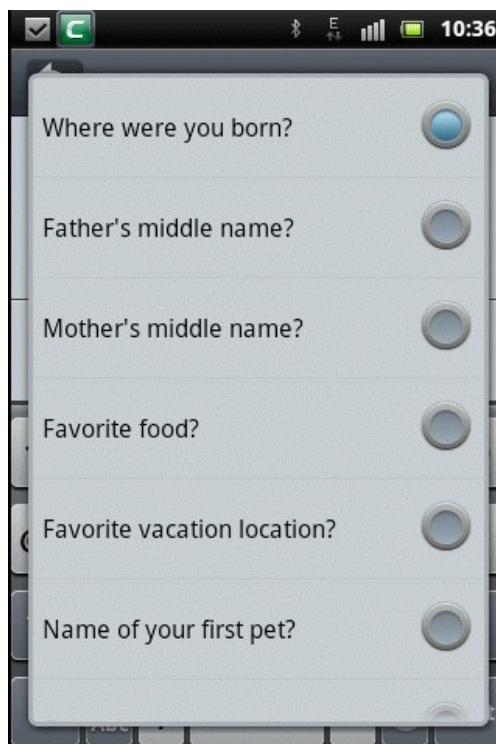 C
E
10:36
Where were you born?
Father's middle name?
Mother's middle name?
Favorite food?
Favorite vacation location?
Name of your first pet?
Abc